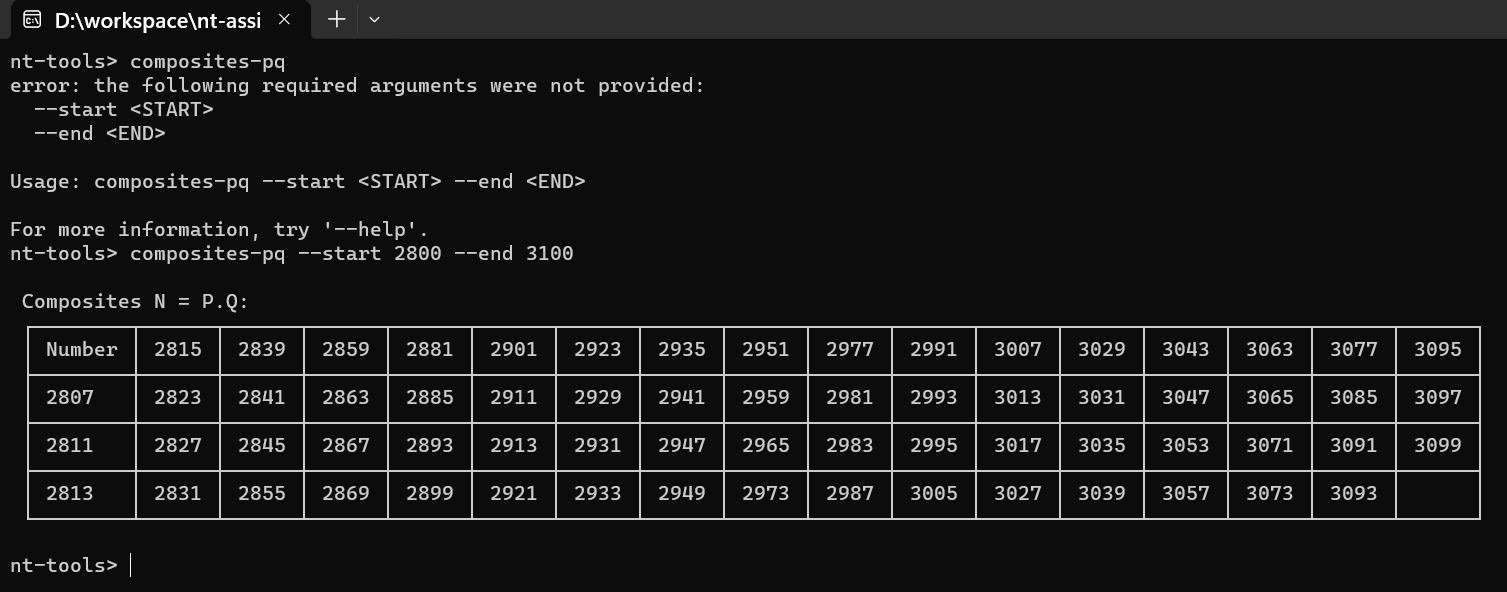 D:\workspace\nt-assi
nt-tools> composites-pq
error: the following required arguments were not provided:
--start <START>
--end <END>
Usage: composites-pq --start <START> --end <END>
For more information, try '--help'.
nt-tools> composites-pq --start 2800 --end 3100
Composites N = P.Q:
Number 2815 2839 2859 2881 2901 2923 2935 2951 2977 2991 3007 3029 3043 3063 3077 3095
2807 2823 2841 2863 2885 2911 2929 2941 2959 2981 2993 3013 3031 3047 3065 3085 3097
2811 2827 2845 2867 2893 2913 2931 2947 2965 2983 2995 3017 3035 3053 3071 3091 3099
2813 2831 2855 2869 2899 2921 2933 2949 2973 2987 3005 3027 3039 3057 3073 3093
nt-tools>